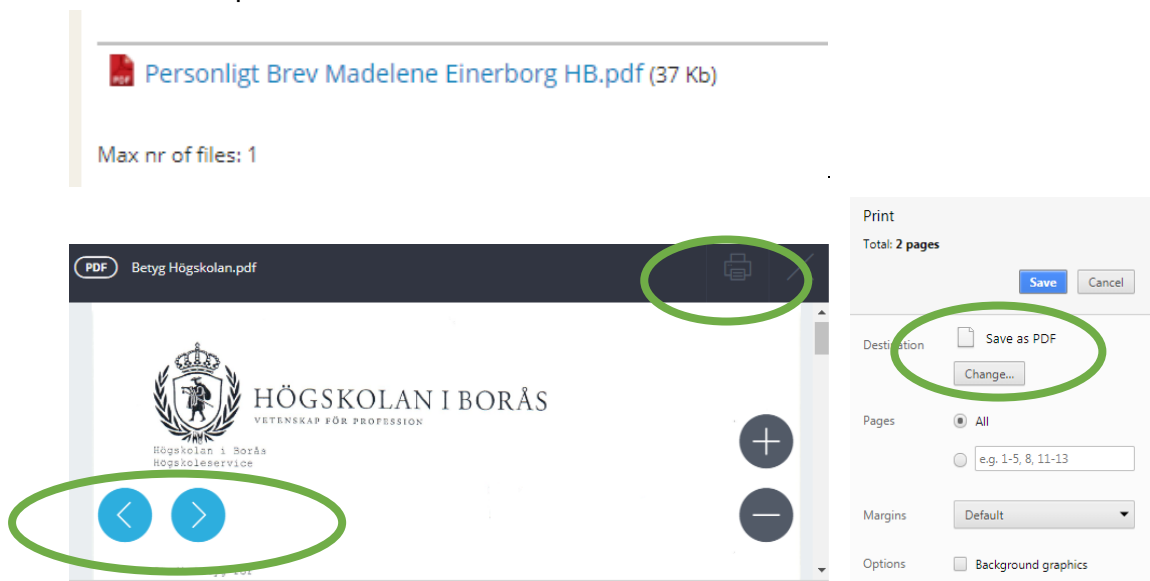 Personligt Brev Madelene Einerborg HB.pdf (37 Kb)
Max nr of files: 1
PDF Betyg Högskolan.pdf
HÖGSKOLAN I BORÅS
VETENSKAP FÖR PROFESSION
Högskolan i Borås
Högskoleservice
Print
Total: 2 pages
Save Cancel
Destination Save as PDF
Change...
Pages All
e.g. 1-5, 8, 11-13
Margins Default
Options Background graphics